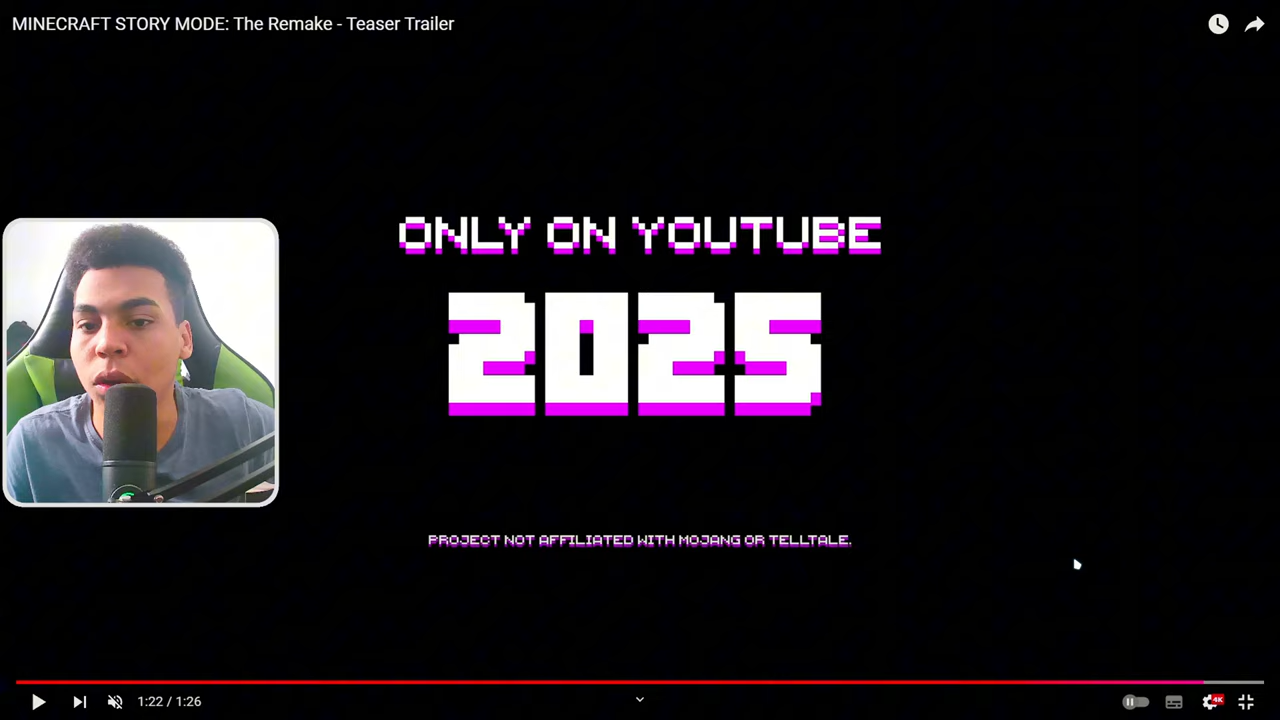 MINECRAFT STORY MODE: The Remake - Teaser Trailer
ONLY ON YOUTUBE
2025
PROJECT NOT AFFILIATED WITH MOJANG OR TELLTALE.
1:22 / 1:26
4K